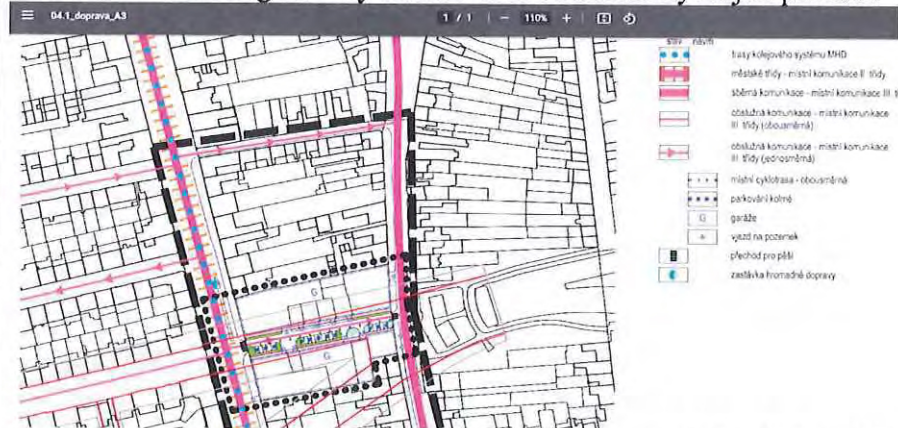 04.1_doprava_A3
1 / 1 | − 110% +
stav návrh
trasy kolejového systému MHD
městské třídy - místní komunikace II. třídy
sběrná komunikace - místní komunikace III. tř
obslužná komunikace - místní komunikace
III. třídy (obousměrná)
obslužná komunikace - místní komunikace
III. třídy (jednosměrná)
místní cyklotrasa - obousměrná
parkování kolmé
G garáže
vjezd na pozemek
přechod pro pěší
zastávka hromadné dopravy
G
G